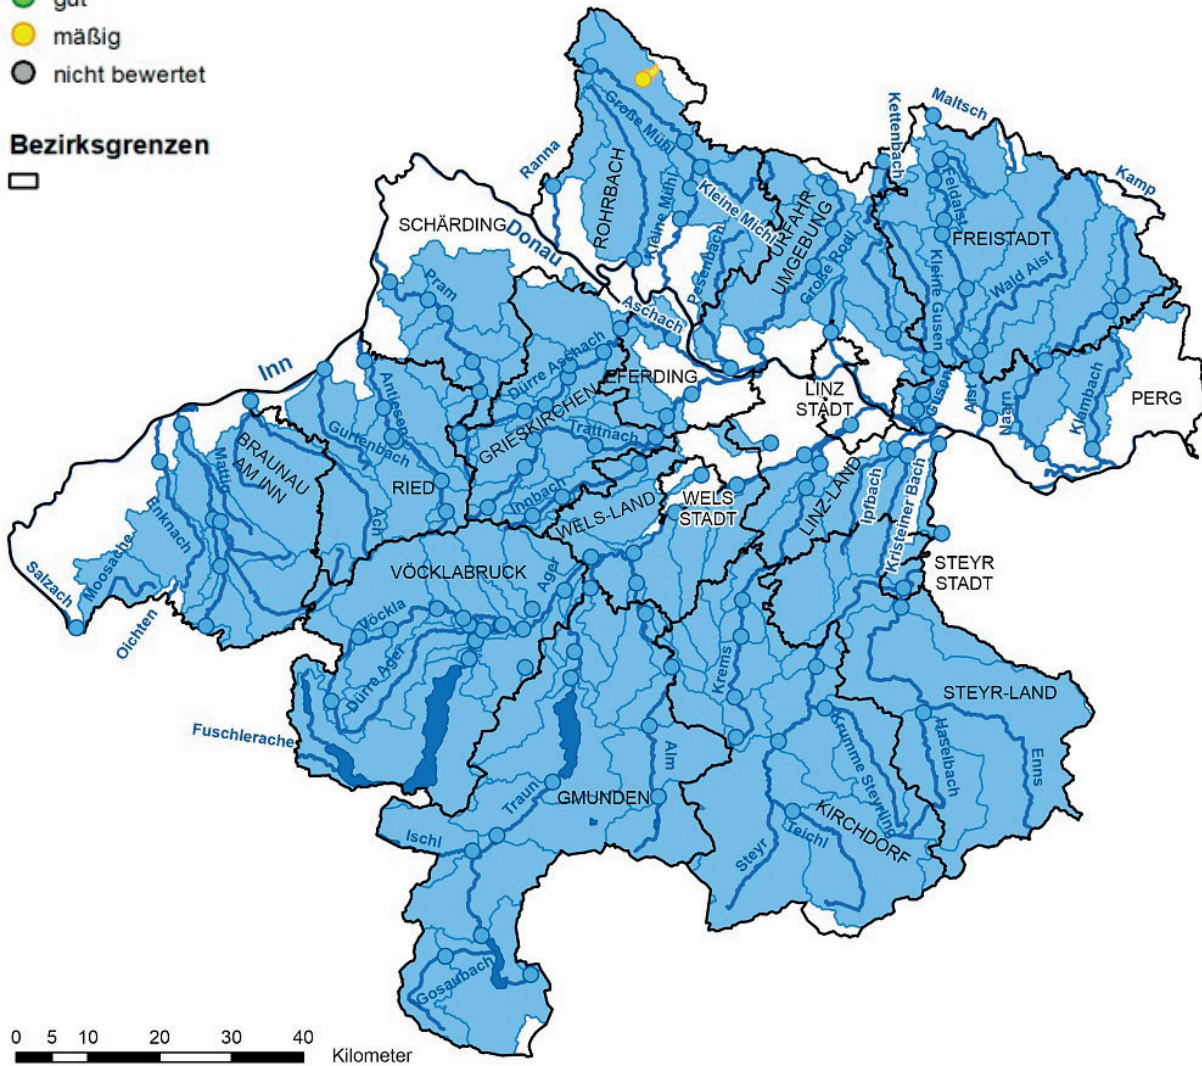 gut
mäßig
nicht bewertet
Bezirksgrenzen
Maltsch
Kettenbach
Große Mühl
Ranna
ROHRBACH
Kleine Mühl
Kleine Michl
Feldaist
Kamp
SCHÄRDING
Donau
Pesenbach
URFAHR
UMGEBUNG
Große Rodl
FREISTADT
Wald Aist
Kleine Gusen
Pram
Aschach
Inn
Dürre Aschach
EFERDING
LINZ
STADT
Gusen
Aist
Naarn
Klambach
PERG
Antiesen
GRIESKIRCHEN
Trattnach
Gurtenbach
BRAUNAU
AM INN
Mattig
RIED
Innbach
WELS-LAND
WELS
STADT
LINZ-LAND
Ipfbach
Kristeiner Bach
Enknach
Ach
Moosache
Salzach
Oichten
VÖCKLABRUCK
Ager
STEYR
STADT
Vöckla
Dürre Ager
Krems
STEYR-LAND
Fuschlerache
Alm
Krumme Steyrling
Haselbach
Enns
Traun
GMUNDEN
KIRCHDORF
Ischl
Steyr
Teichl
Gosaubach
0 5 10 20 30 40
Kilometer